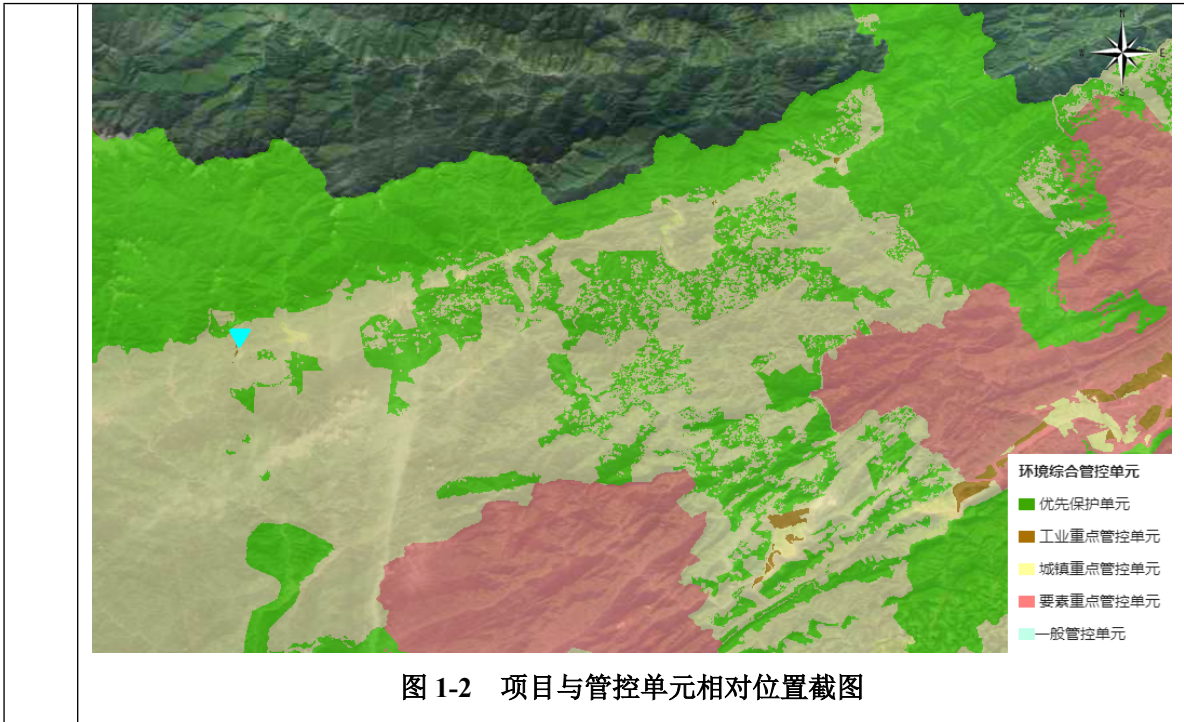 N
W
E
S
环境综合管控单元
优先保护单元
工业重点管控单元
城镇重点管控单元
要素重点管控单元
一般管控单元
图 1-2 项目与管控单元相对位置截图